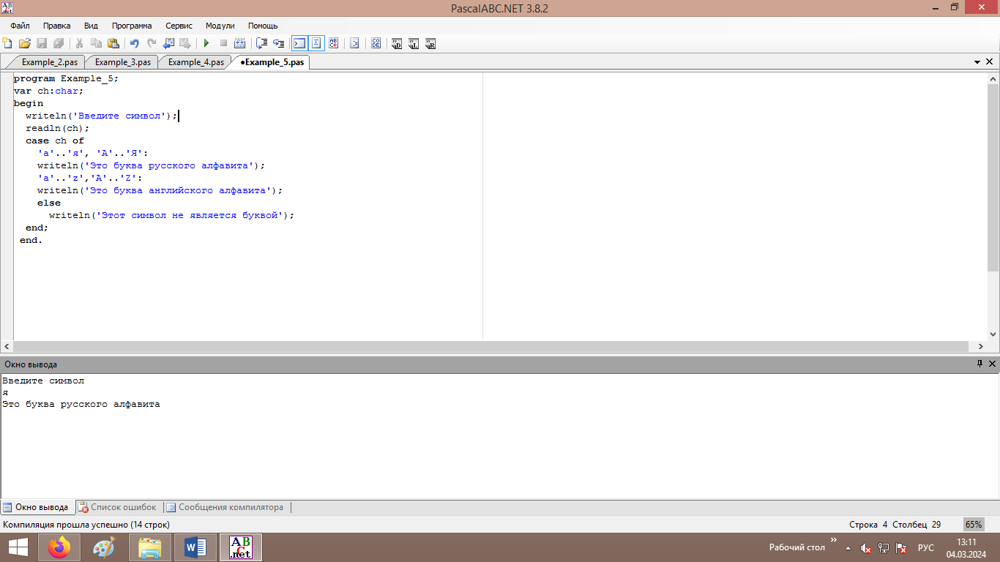 PascalABC.NET 3.8.2
Файл Правка Вид Программа Сервис Модули Помощь
Example_2.pas Example_3.pas Example_4.pas •Example_5.pas
program Example_5;
var ch:char;
begin
writeln('Введите символ');
readln(ch);
case ch of
'а'..'я', 'А'..'Я':
writeln('Это буква русского алфавита');
'a'..'z','A'..'Z':
writeln('Это буква английского алфавита');
else
writeln('Этот символ не является буквой');
end;
end.
Окно вывода
Введите символ
я
Это буква русского алфавита
Окно вывода Список ошибок Сообщения компилятора
Компиляция прошла успешно (14 строк) Строка 4 Столбец 29 65%
Рабочий стол » РУС 13:11
04.03.2024